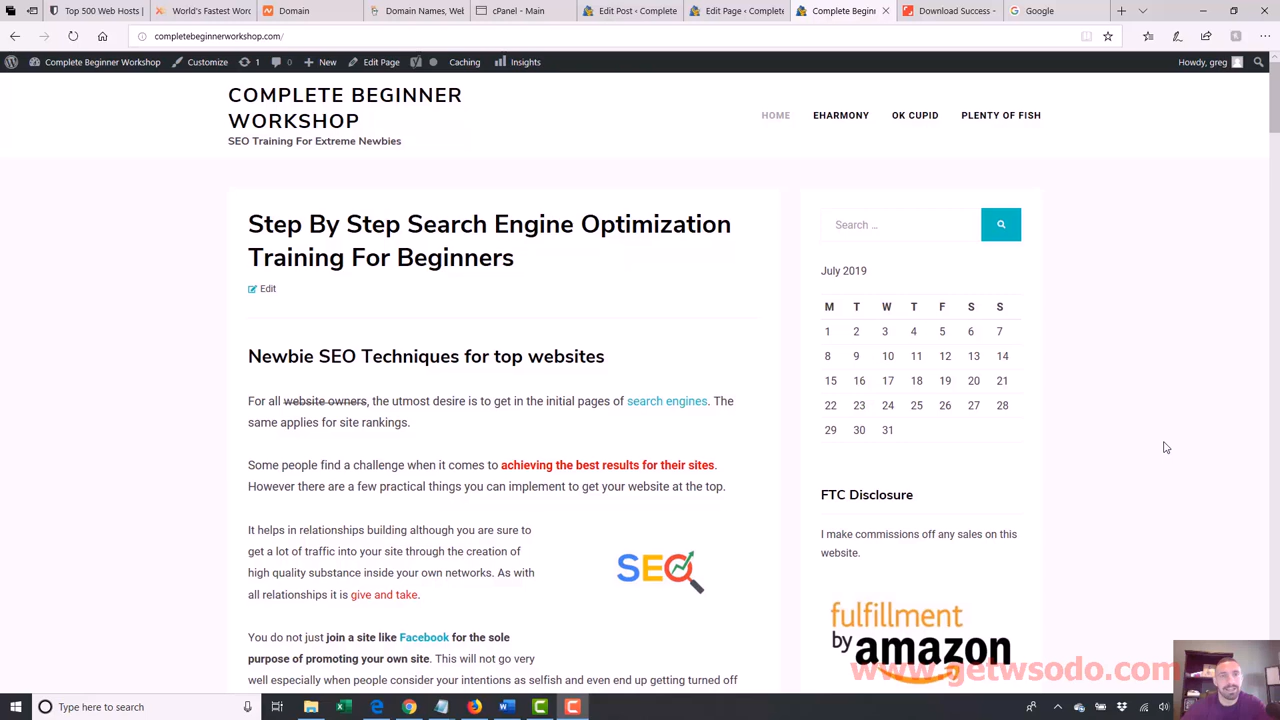 Top 500 Web Hosts |
World's Fastest Word
Domain
Domain Names, Wel
cPanel - Main
Edit Post ‹ Complete
Edit Page ‹ Complete
Complete Beginn
Download Success -
Google
completebeginnerworkshop.com/
Complete Beginner Workshop
Customize
1
0
New
Edit Page
Caching
Insights
Howdy, greg
COMPLETE BEGINNER
WORKSHOP
SEO Training For Extreme Newbies
HOME
EHARMONY
OK CUPID
PLENTY OF FISH
Step By Step Search Engine Optimization
Training For Beginners
Edit
Newbie SEO Techniques for top websites
For all website owners, the utmost desire is to get in the initial pages of search engines. The
same applies for site rankings.
Some people find a challenge when it comes to achieving the best results for their sites.
However there are a few practical things you can implement to get your website at the top.
It helps in relationships building although you are sure to
get a lot of traffic into your site through the creation of
high quality substance inside your own networks. As with
all relationships it is give and take.
SEO
You do not just join a site like Facebook for the sole
purpose of promoting your own site. This will not go very
well especially when people consider your intentions as selfish and even end up getting turned off
Search …
July 2019
M T W T F S S
1 2 3 4 5 6 7
8 9 10 11 12 13 14
15 16 17 18 19 20 21
22 23 24 25 26 27 28
29 30 31
FTC Disclosure
I make commissions off any sales on this
website.
fulfillment
by amazon
www.getwsodo.com
Type here to search